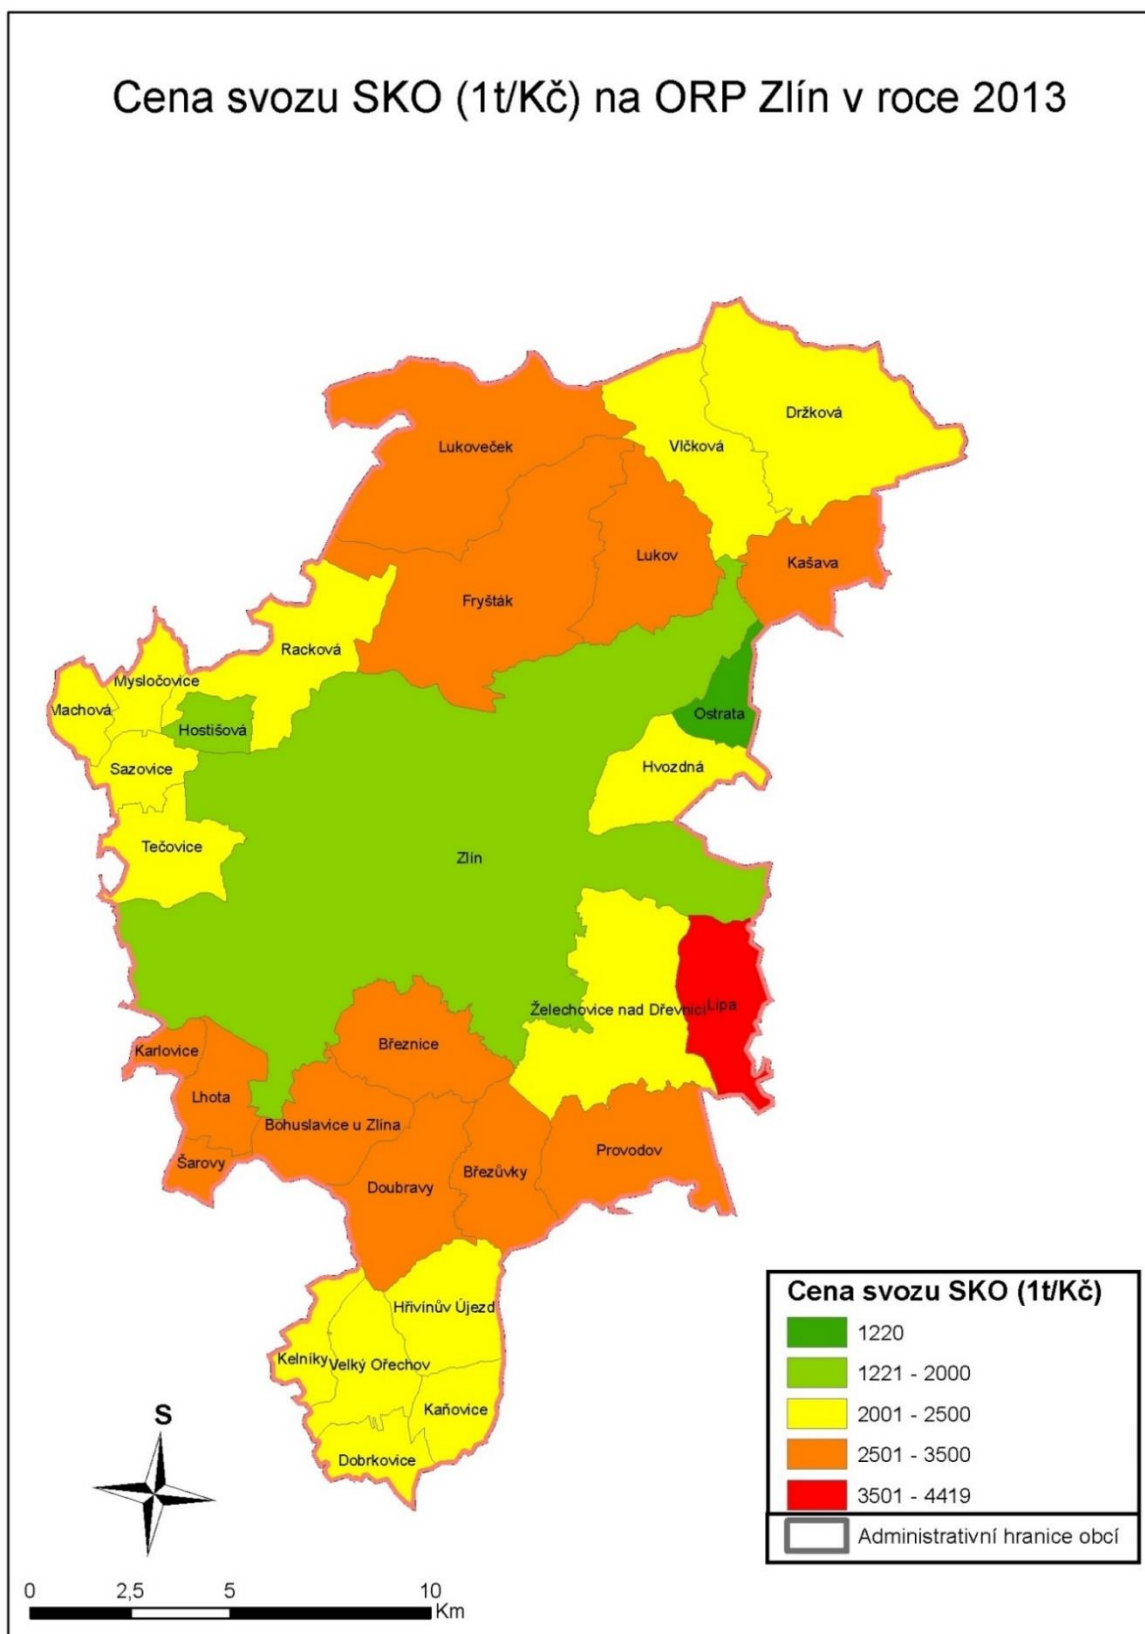 Cena svozu SKO (1t/Kč) na ORP Zlín v roce 2013
Držková
Vlčková
Lukoveček
Lukov
Kašava
Fryšták
Racková
Mysločovice
Machová
Ostrata
Hostišová
Hvozdná
Sazovice
Tečovice
Zlín
Želechovice nad Dřevnicí
Lípa
Březnice
Karlovice
Lhota
Bohuslavice u Zlína
Provodov
Šarovy
Březůvky
Doubravy
Hřivínův Újezd
Kelníky
Velký Ořechov
Kaňovice
Dobrkovice
Cena svozu SKO (1t/Kč)
1220
1221 - 2000
2001 - 2500
2501 - 3500
3501 - 4419
Administrativní hranice obcí
S
0 2,5 5 10
Km